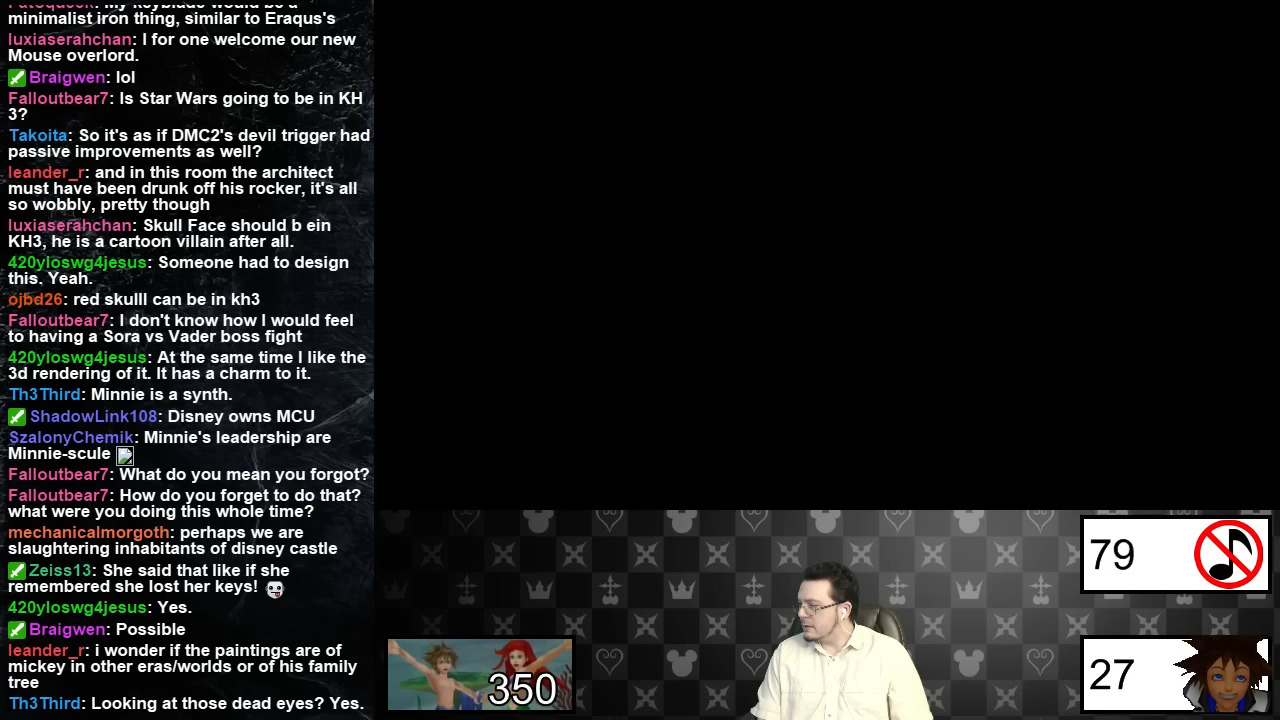 minimalist iron thing, similar to Eraqus's
luxiaserahchan: I for one welcome our new
Mouse overlord.
Braigwen: lol
Falloutbear7: Is Star Wars going to be in KH
3?
Takoita: So it's as if DMC2's devil trigger had
passive improvements as well?
leander_r: and in this room the architect
must have been drunk off his rocker, it's all
so wobbly, pretty though
luxiaserahchan: Skull Face should b ein
KH3, he is a cartoon villain after all.
420yloswg4jesus: Someone had to design
this. Yeah.
ojbd26: red skulll can be in kh3
Falloutbear7: I don't know how I would feel
to having a Sora vs Vader boss fight
420yloswg4jesus: At the same time I like the
3d rendering of it. It has a charm to it.
Th3Third: Minnie is a synth.
ShadowLink108: Disney owns MCU
SzalonyChemik: Minnie's leadership are
Minnie-scule
Falloutbear7: What do you mean you forgot?
Falloutbear7: How do you forget to do that?
what were you doing this whole time?
mechanicalmorgoth: perhaps we are
slaughtering inhabitants of disney castle
Zeiss13: She said that like if she
remembered she lost her keys!
420yloswg4jesus: Yes.
Braigwen: Possible
leander_r: i wonder if the paintings are of
mickey in other eras/worlds or of his family
tree
Th3Third: Looking at those dead eyes? Yes.
79
350
27